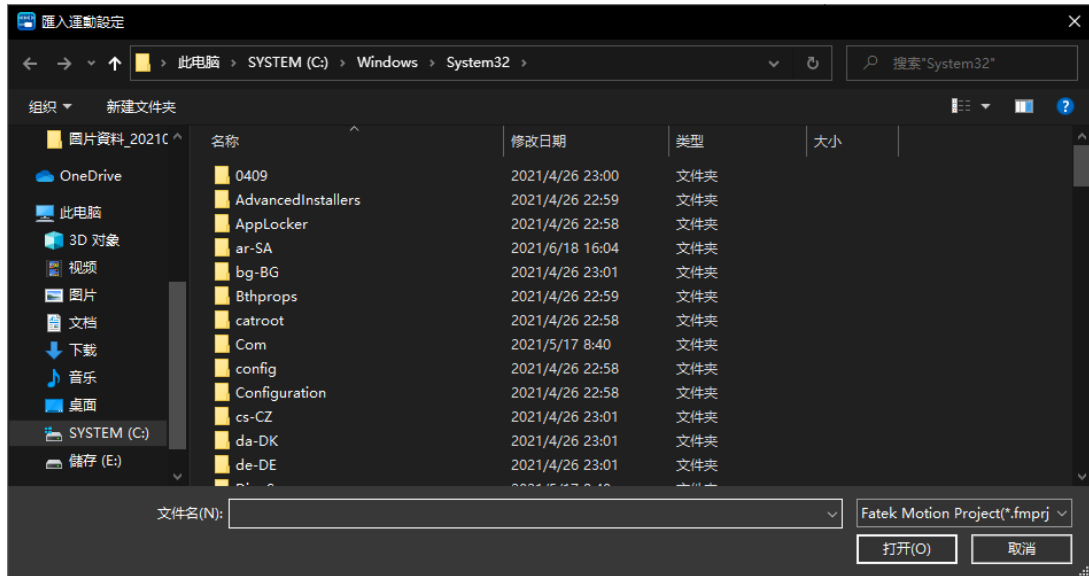 匯入運動設定
此电脑 › SYSTEM (C:) › Windows › System32 ›
搜索"System32"
组织 新建文件夹
圖片資料_2021
OneDrive
此电脑
3D 对象
视频
图片
文档
下载
音乐
桌面
SYSTEM (C:)
儲存 (E:)
名称 修改日期 类型 大小
0409 2021/4/26 23:00 文件夹
AdvancedInstallers 2021/4/26 22:59 文件夹
AppLocker 2021/4/26 22:58 文件夹
ar-SA 2021/6/18 16:04 文件夹
bg-BG 2021/4/26 23:01 文件夹
Bthprops 2021/4/26 22:59 文件夹
catroot 2021/4/26 22:58 文件夹
Com 2021/5/17 8:40 文件夹
config 2021/4/26 22:58 文件夹
Configuration 2021/4/26 22:58 文件夹
cs-CZ 2021/4/26 23:01 文件夹
da-DK 2021/4/26 23:01 文件夹
de-DE 2021/4/26 23:01 文件夹
文件名(N): Fatek Motion Project(*.fmprj
打开(O) 取消